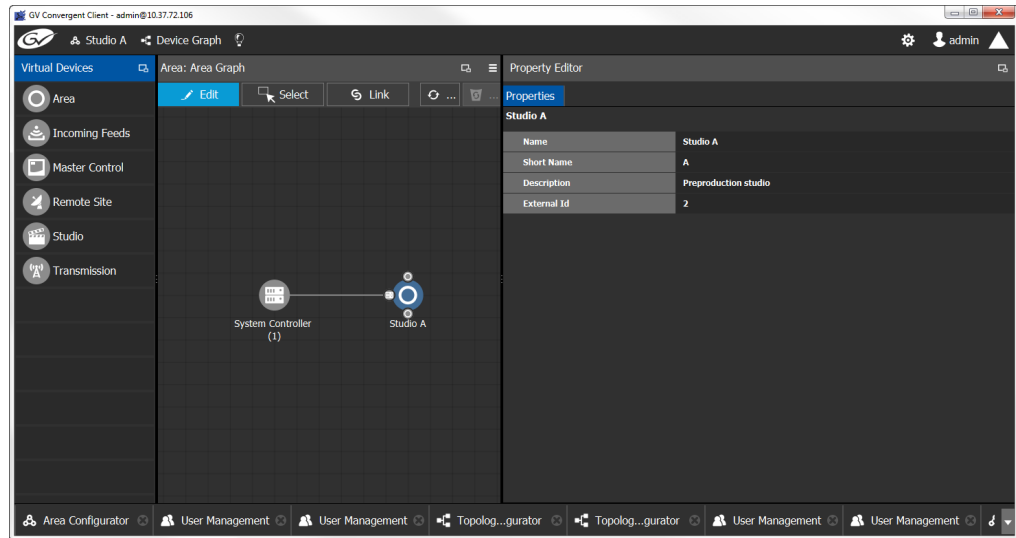 GV Convergent Client - admin@10.37.72.106
GV Studio A Device Graph admin
Virtual Devices
Area
Incoming Feeds
Master Control
Remote Site
Studio
Transmission
Area: Area Graph
Edit Select Link ... ...
System Controller
(1)
Studio A
Property Editor
Properties
Studio A
Name Studio A
Short Name A
Description Preproduction studio
External Id 2
Area Configurator User Management User Management Topolog...gurator Topolog...gurator User Management User Management